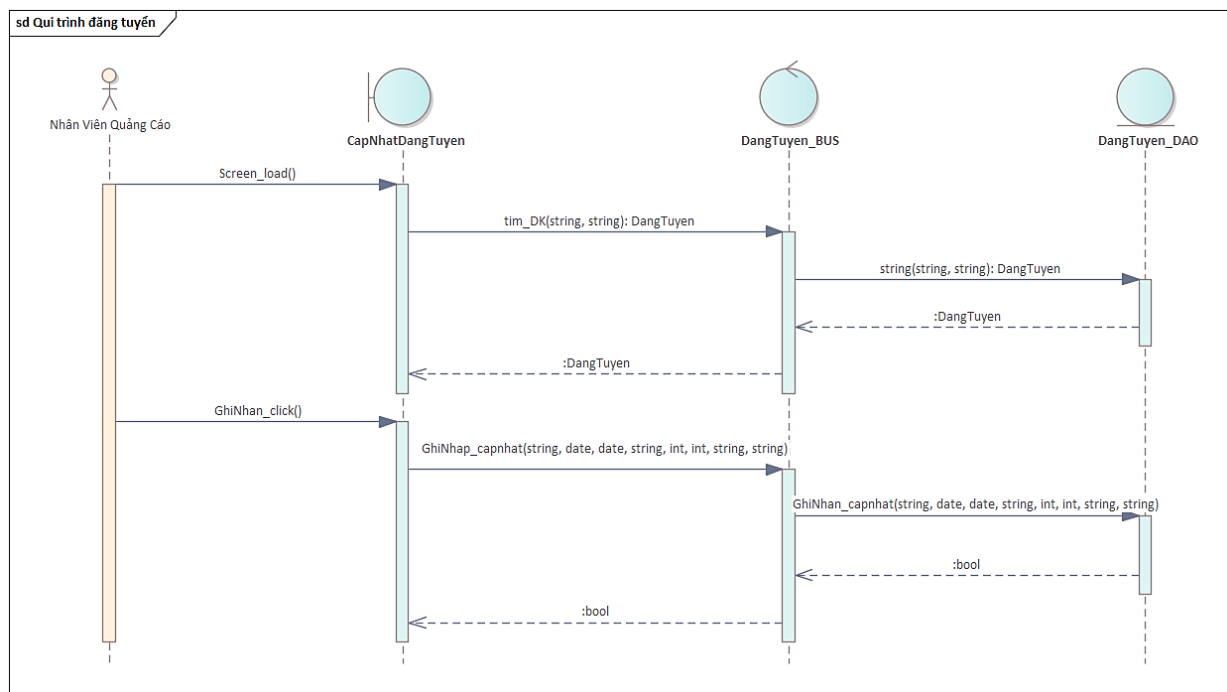 sd Qui trình đăng tuyển
Nhân Viên Quảng Cáo
CapNhatDangTuyen
DangTuyen_BUS
DangTuyen_DAO
Screen_load()
tim_DK(string, string): DangTuyen
string(string, string): DangTuyen
:DangTuyen
:DangTuyen
GhiNhan_click()
GhiNhap_capnhat(string, date, date, string, int, int, string, string)
GhiNhan_capnhat(string, date, date, string, int, int, string, string)
:bool
:bool